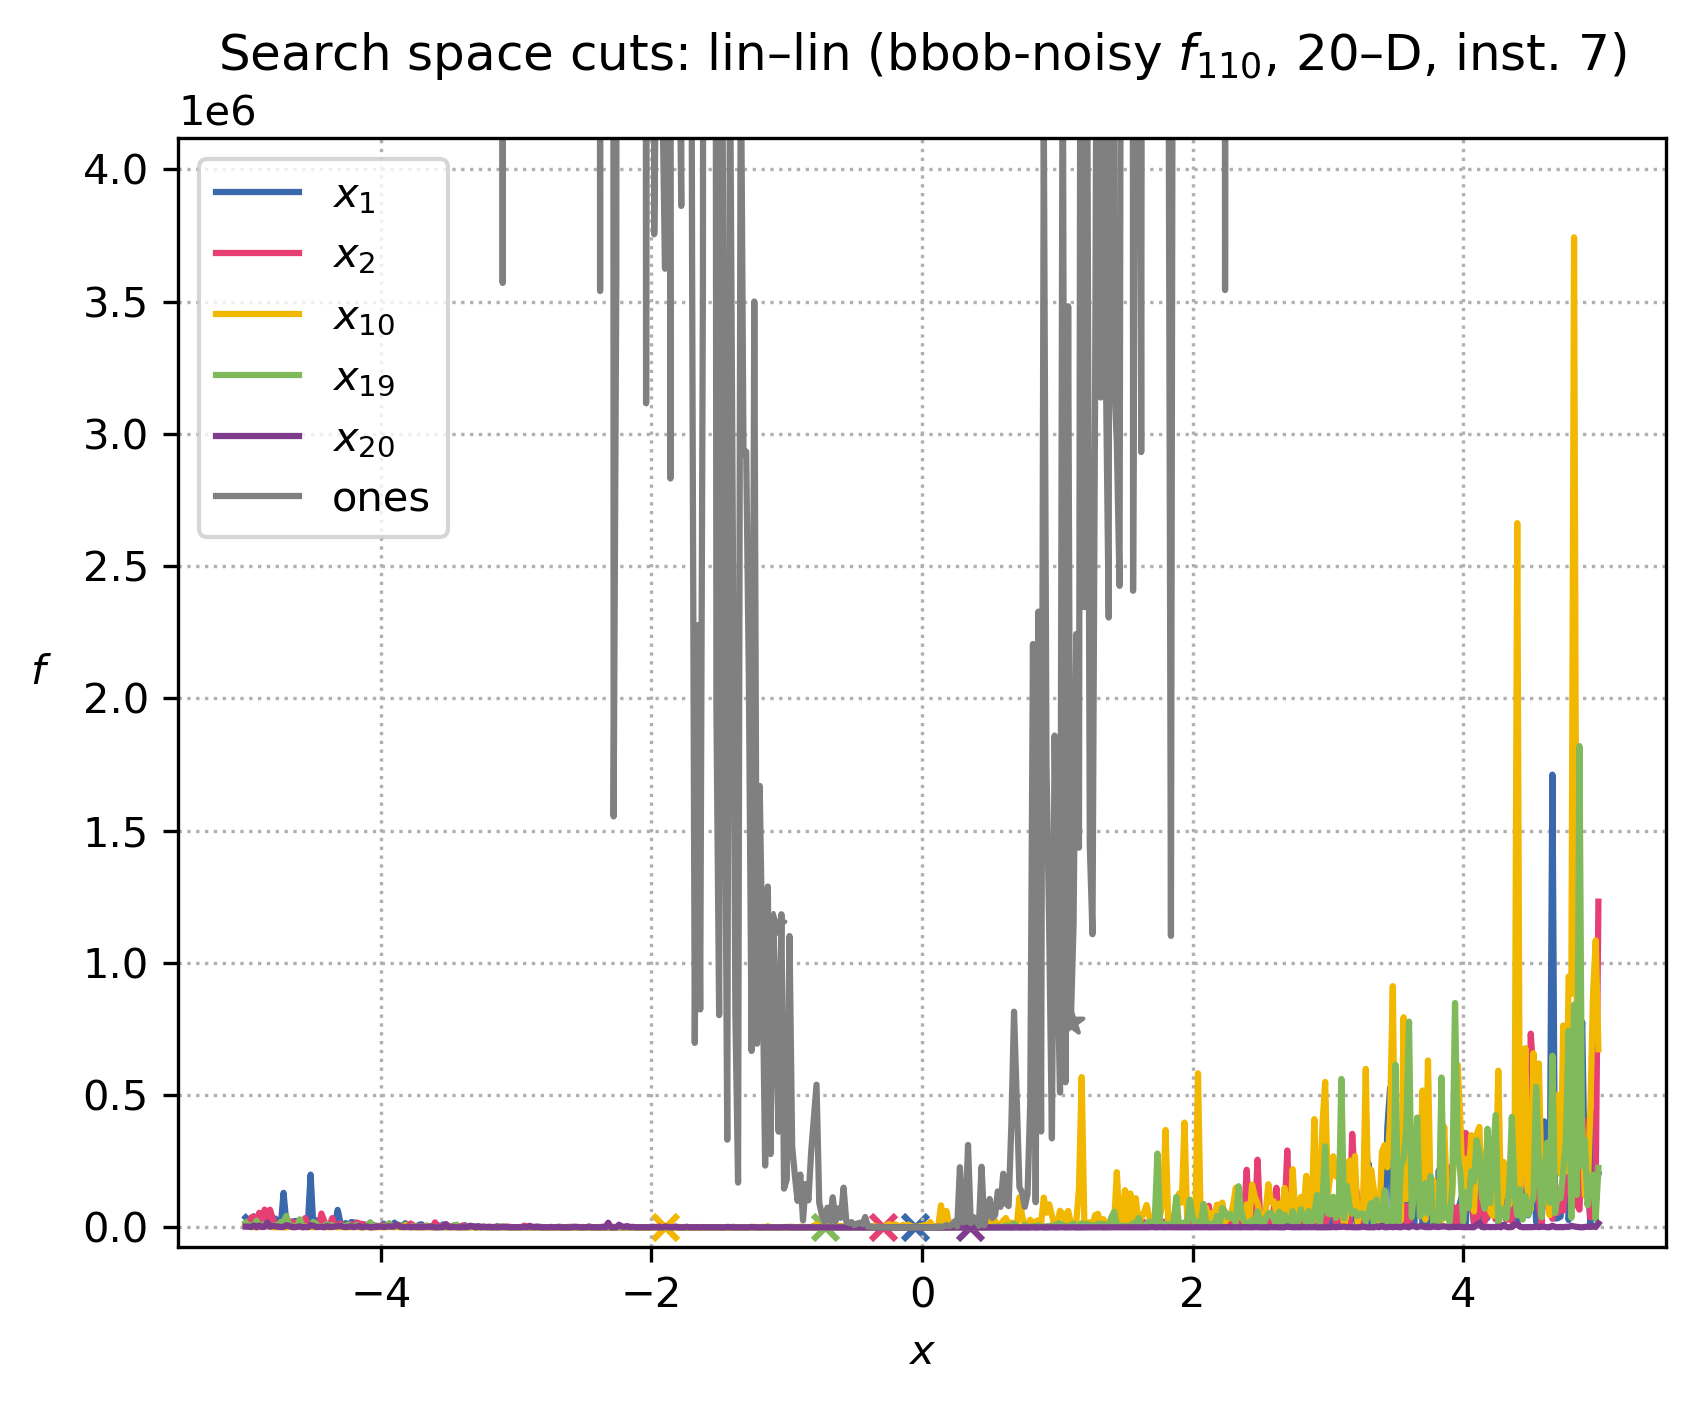 Search space cuts: lin–lin (bbob-noisy f₁₁₀, 20–D, inst. 7)
1e6
4.0
3.5
3.0
2.5
2.0
1.5
1.0
0.5
0.0
f
x₁
x₂
x₁₀
x₁₉
x₂₀
ones
−4
−2
0
2
4
x